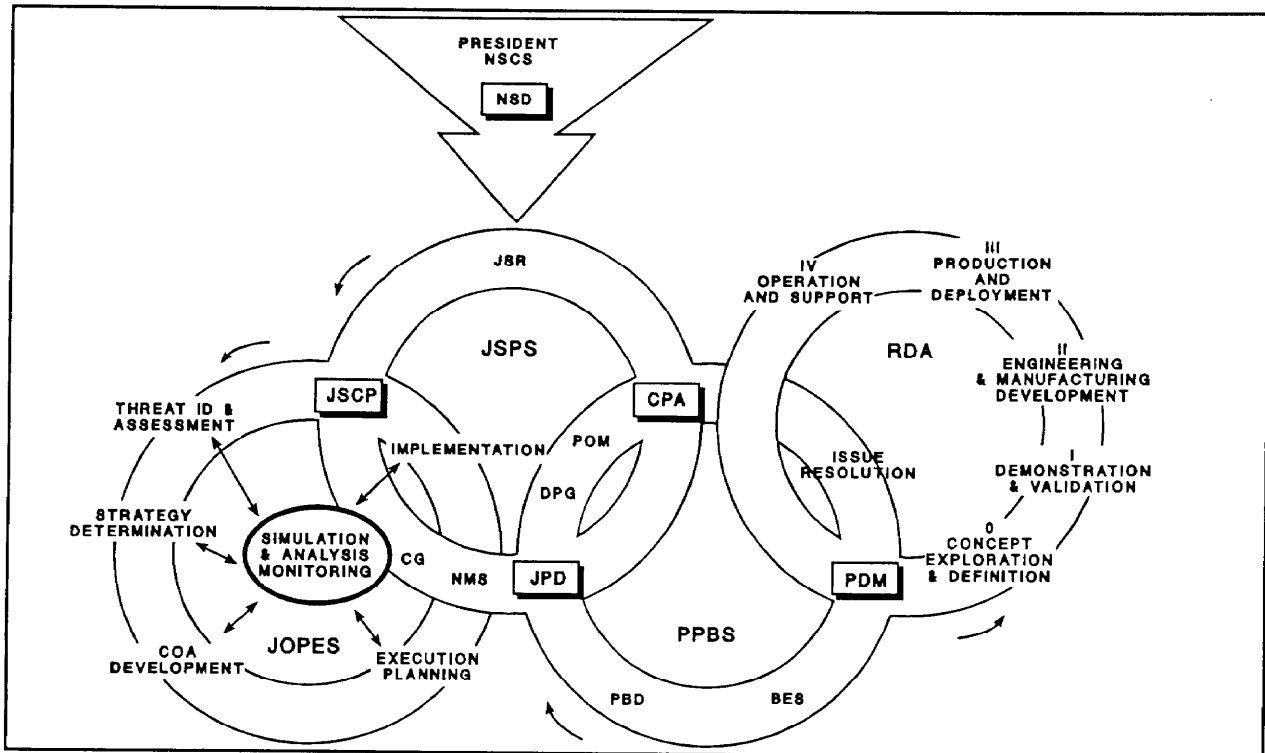 PRESIDENT
NSCS
NSD
JSR
JSPS
JSCP
CPA
IV
OPERATION
AND SUPPORT
III
PRODUCTION
AND
DEPLOYMENT
RDA
II
ENGINEERING
& MANUFACTURING
DEVELOPMENT
I
DEMONSTRATION
& VALIDATION
0
CONCEPT
EXPLORATION
& DEFINITION
THREAT ID &
ASSESSMENT
IMPLEMENTATION
POM
DPG
ISSUE
RESOLUTION
STRATEGY
DETERMINATION
SIMULATION
& ANALYSIS
MONITORING
CG
NMS
JPD
PDM
COA
DEVELOPMENT
JOPES
EXECUTION
PLANNING
PPBS
PBD
BES